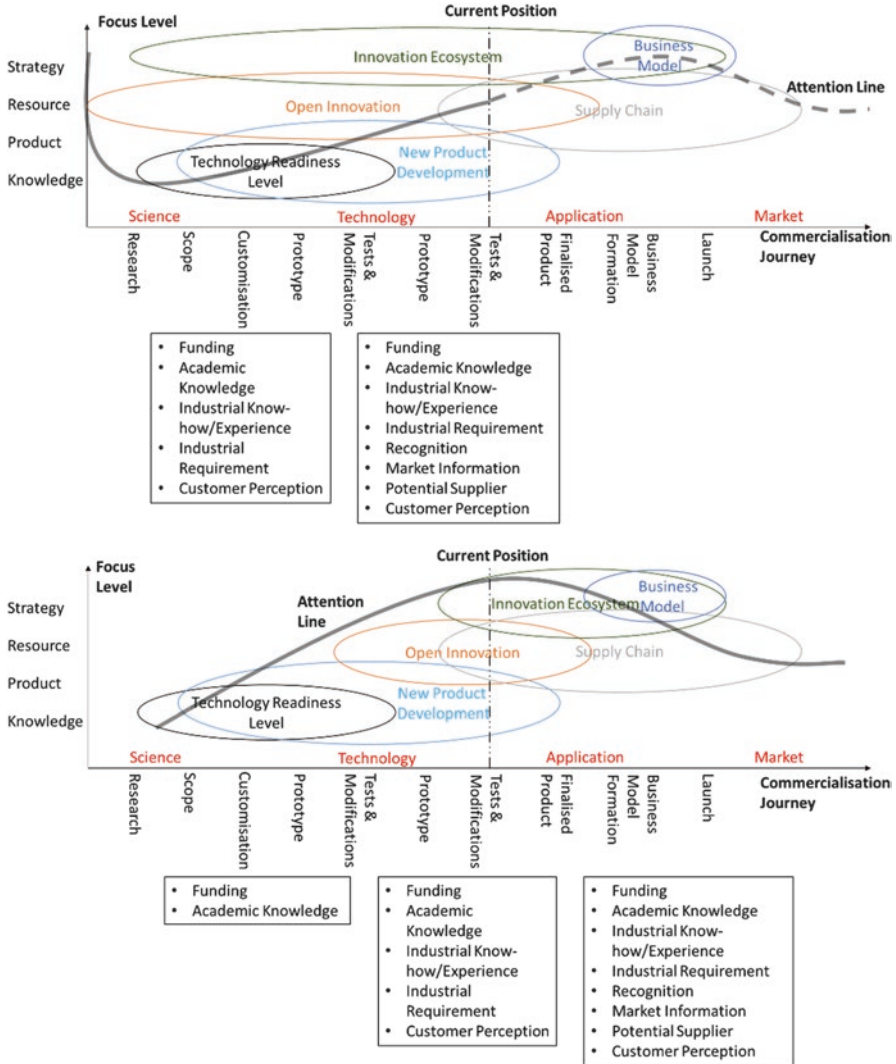 Focus Level
Current Position
Strategy
Resource
Product
Knowledge
Innovation Ecosystem
Business
Model
Attention Line
Open Innovation
Supply Chain
Technology Readiness
Level
New Product
Development
Science
Technology
Application
Market
Research
Scope
Customisation
Prototype
Tests &
Modifications
Prototype
Tests &
Modifications
Finalised
Product
Business
Model
Formation
Launch
Commercialisation
Journey
• Funding
• Academic
Knowledge
• Industrial Know-
how/Experience
• Industrial
Requirement
• Customer Perception
• Funding
• Academic Knowledge
• Industrial Know-
how/Experience
• Industrial Requirement
• Recognition
• Market Information
• Potential Supplier
• Customer Perception
Focus
Level
Current Position
Strategy
Resource
Product
Knowledge
Attention
Line
Innovation Ecosystem
Business
Model
Open Innovation
Supply Chain
Technology Readiness
Level
New Product
Development
Science
Technology
Application
Market
Research
Scope
Customisation
Prototype
Tests &
Modifications
Prototype
Tests &
Modifications
Finalised
Product
Business
Model
Formation
Launch
Commercialisation
Journey
• Funding
• Academic Knowledge
• Funding
• Academic
Knowledge
• Industrial Know-
how/Experience
• Industrial
Requirement
• Customer Perception
• Funding
• Academic Knowledge
• Industrial Know-
how/Experience
• Industrial Requirement
• Recognition
• Market Information
• Potential Supplier
• Customer Perception